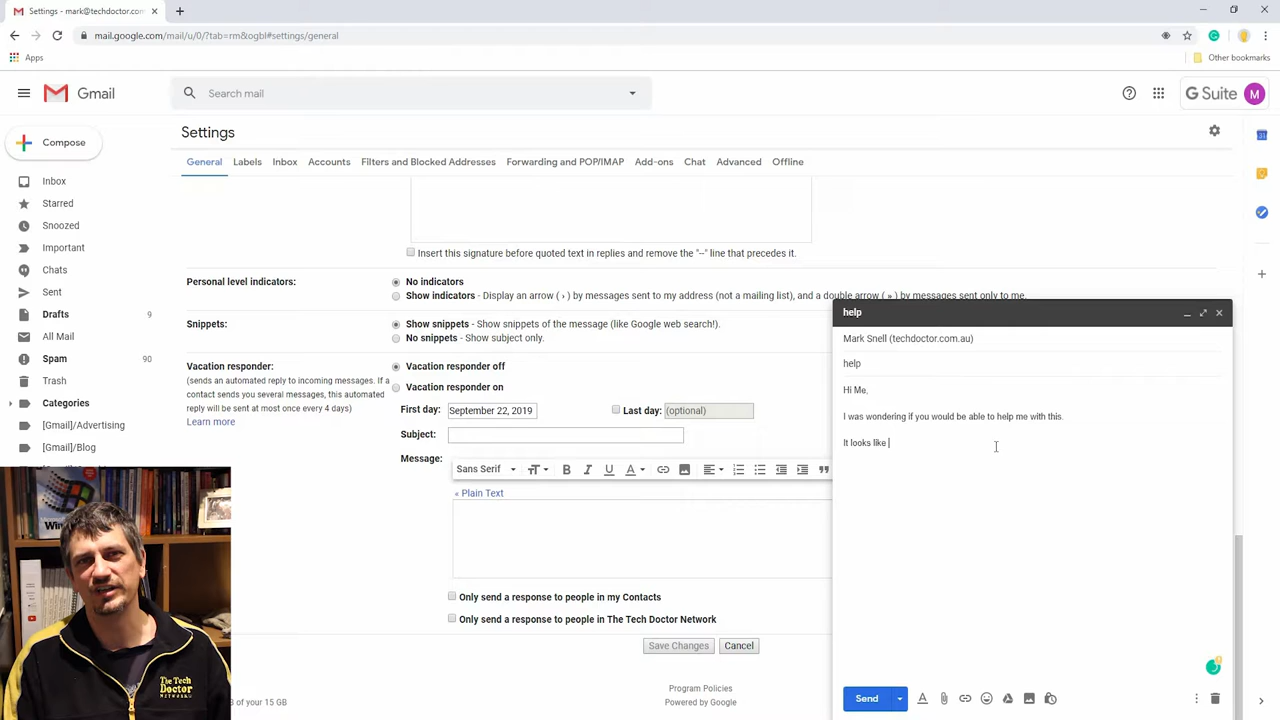 Settings - mark@techdoctor.com
mail.google.com/mail/u/0/?tab=rm&ogbl#settings/general
Apps
Other bookmarks
Gmail
Search mail
G Suite
M
Compose
Settings
General
Labels
Inbox
Accounts
Filters and Blocked Addresses
Forwarding and POP/IMAP
Add-ons
Chat
Advanced
Offline
Inbox
Starred
Snoozed
Important
Chats
Sent
Drafts 9
All Mail
Spam 90
Trash
Categories
[Gmail]/Advertising
[Gmail]/Blog
Insert this signature before quoted text in replies and remove the "--" line that precedes it.
Personal level indicators:
No indicators
Show indicators - Display an arrow ( › ) by messages sent to my address (not a mailing list), and a double arrow ( » ) by messages sent only to me.
Snippets:
Show snippets - Show snippets of the message (like Google web search!).
No snippets - Show subject only.
Vacation responder:
(sends an automated reply to incoming messages. If a
contact sends you several messages, this automated
reply will be sent at most once every 4 days)
Learn more
Vacation responder off
Vacation responder on
First day: September 22, 2019
Last day: (optional)
Subject:
Message:
Sans Serif
« Plain Text
Only send a response to people in my Contacts
Only send a response to people in The Tech Doctor Network
Save Changes
Cancel
of your 15 GB
Program Policies
Powered by Google
help
Mark Snell (techdoctor.com.au)
help
Hi Me,
I was wondering if you would be able to help me with this.
It looks like
Send
The Tech
Doctor
NETWORK